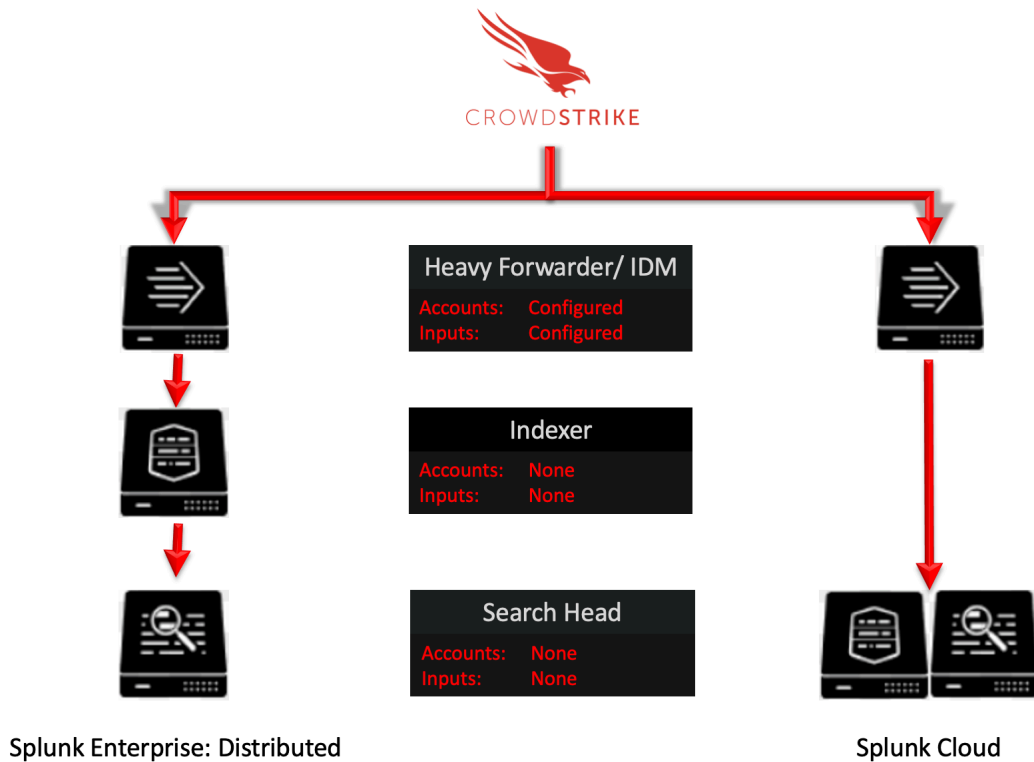 CROWDSTRIKE
Heavy Forwarder/ IDM
Accounts: Configured
Inputs: Configured
Indexer
Accounts: None
Inputs: None
Search Head
Accounts: None
Inputs: None
Splunk Enterprise: Distributed
Splunk Cloud